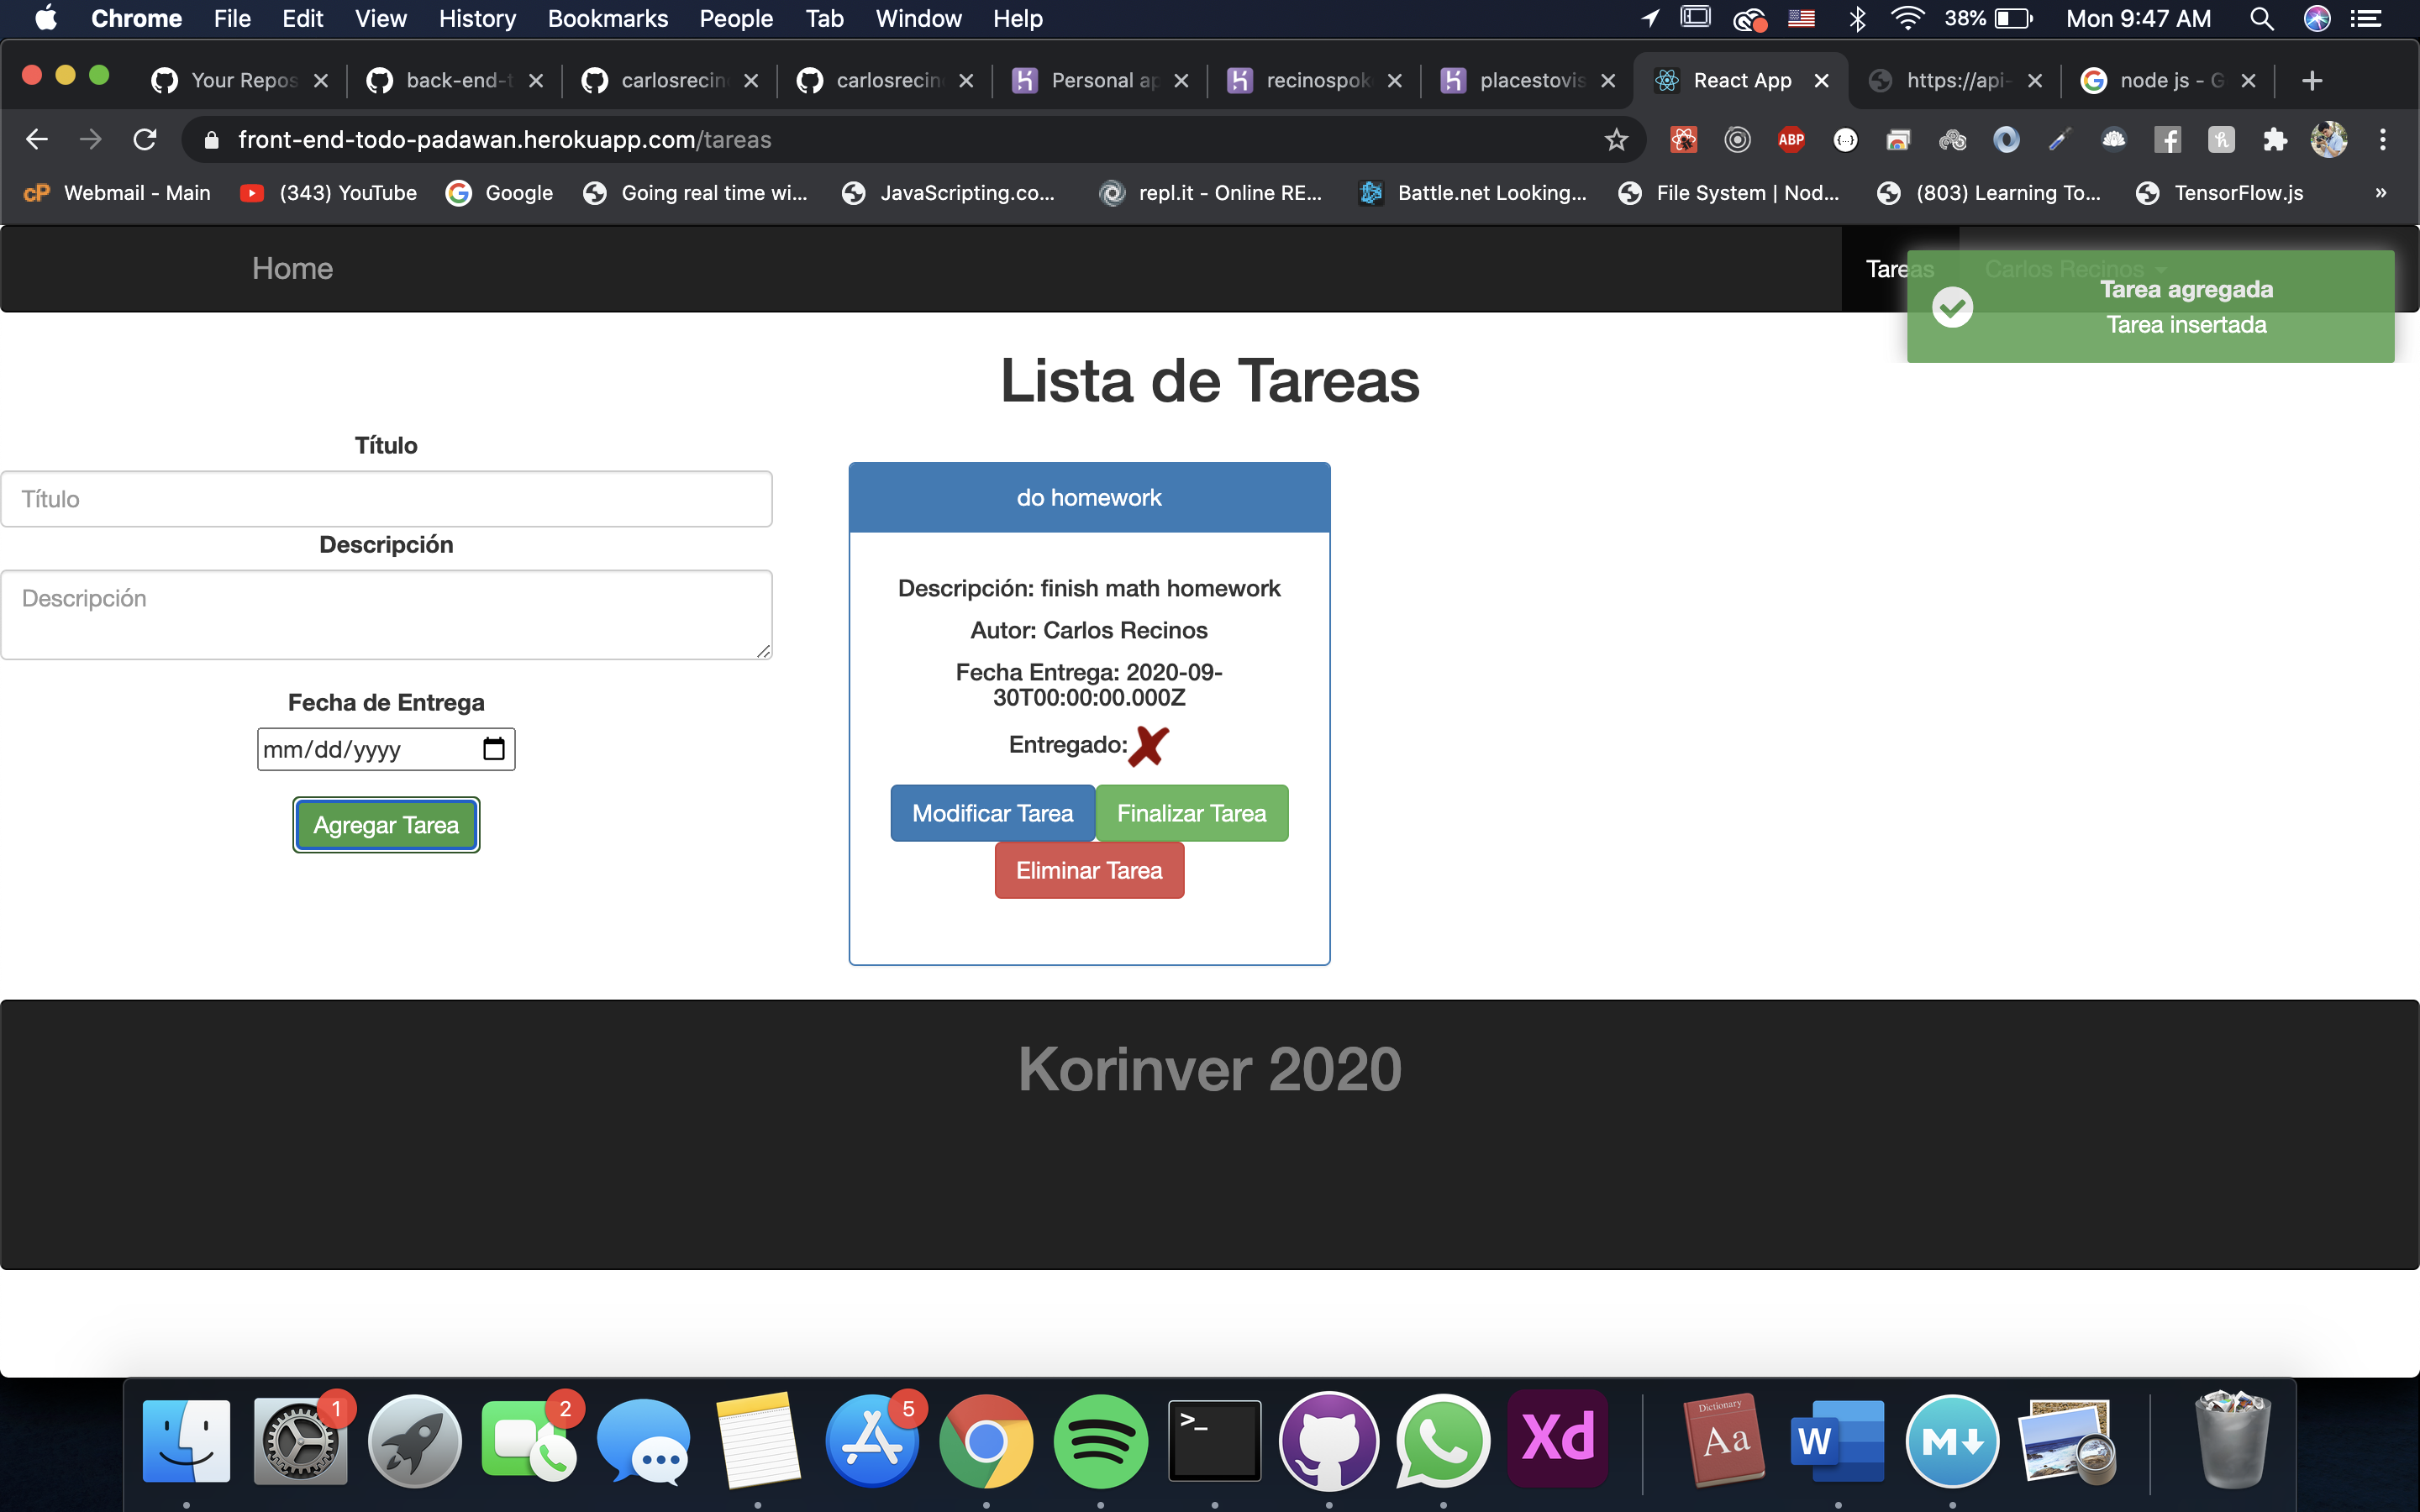 Chrome File Edit View History Bookmarks People Tab Window Help 38% Mon 9:47 AM
Your Repos back-end-t carlosrecin carlosrecin Personal ap recinospok placestovis React App https://api- node js - G
front-end-todo-padawan.herokuapp.com/tareas ABP
cP Webmail - Main (343) YouTube Google Going real time wi... JavaScripting.co... repl.it - Online RE... Battle.net Looking... File System | Nod... (803) Learning To... TensorFlow.js »
Home Tareas Carlos Recinos
Tarea agregada
Tarea insertada
Lista de Tareas
Título
Título
Descripción
Descripción
Fecha de Entrega
mm/dd/yyyy
Agregar Tarea
do homework
Descripción: finish math homework
Autor: Carlos Recinos
Fecha Entrega: 2020-09-
30T00:00:00.000Z
Entregado:
Modificar Tarea Finalizar Tarea
Eliminar Tarea
Korinver 2020
1 2 5
>_ Xd Dictionary Aa W M